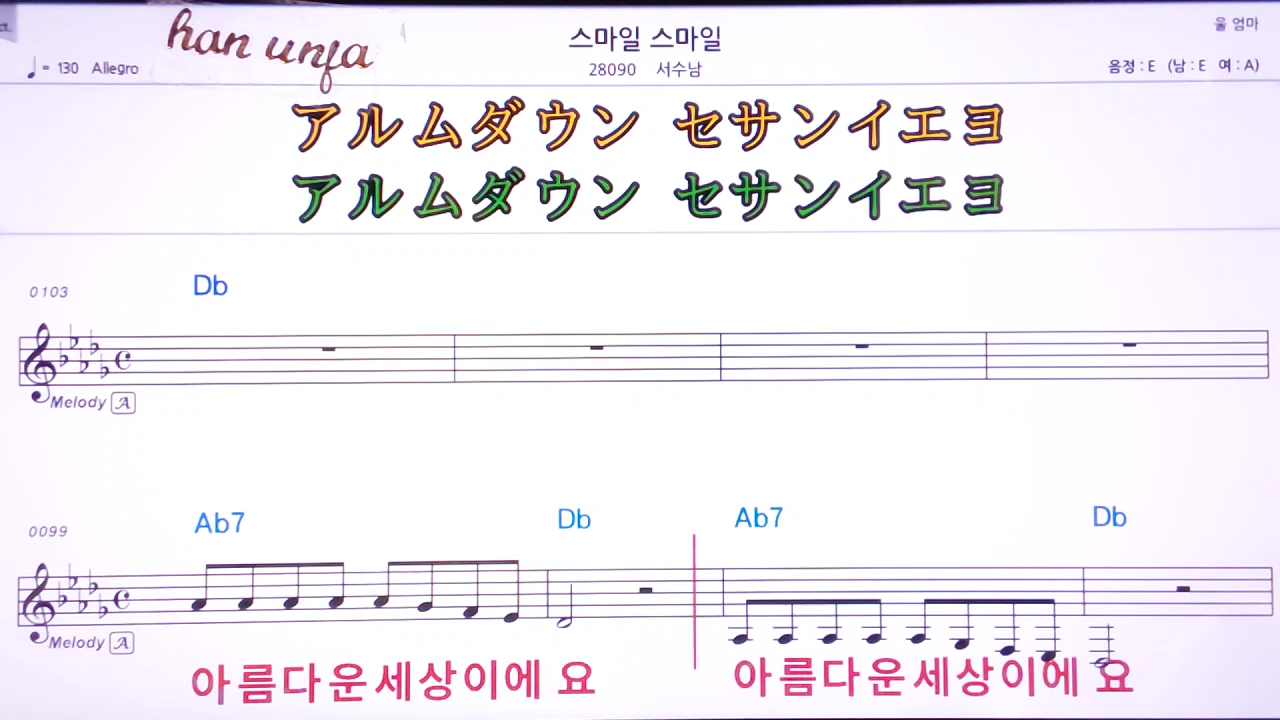 han unja
스마일 스마일
울 엄마
♩= 130 Allegro
28090 서수남
음정 : E (남 : E 여 : A)
アルムダウン セサンイエヨ
アルムダウン セサンイエヨ
0103
Db
Melody A
0099
Ab7 Db Ab7 Db
Melody A
아름다운세상이에 요 아름다운세상이에 요